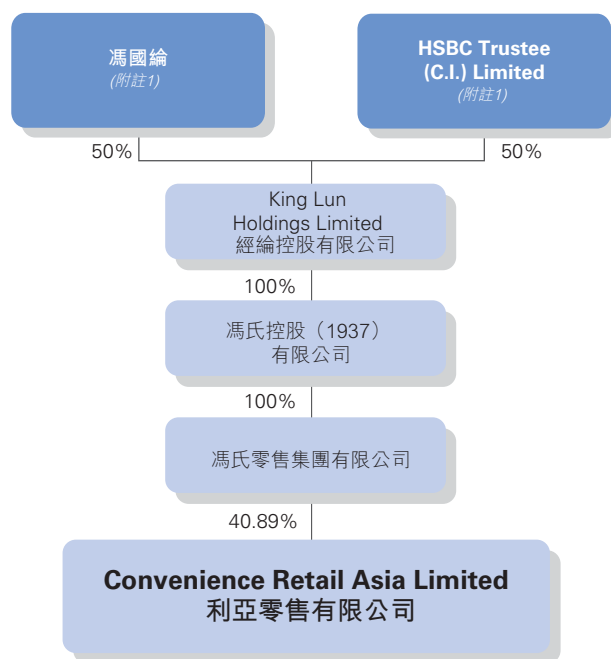 馮國綸
(附註1)
HSBC Trustee
(C.I.) Limited
(附註1)
50%
50%
King Lun
Holdings Limited
經綸控股有限公司
100%
馮氏控股（1937）
有限公司
100%
馮氏零售集團有限公司
40.89%
Convenience Retail Asia Limited
利亞零售有限公司